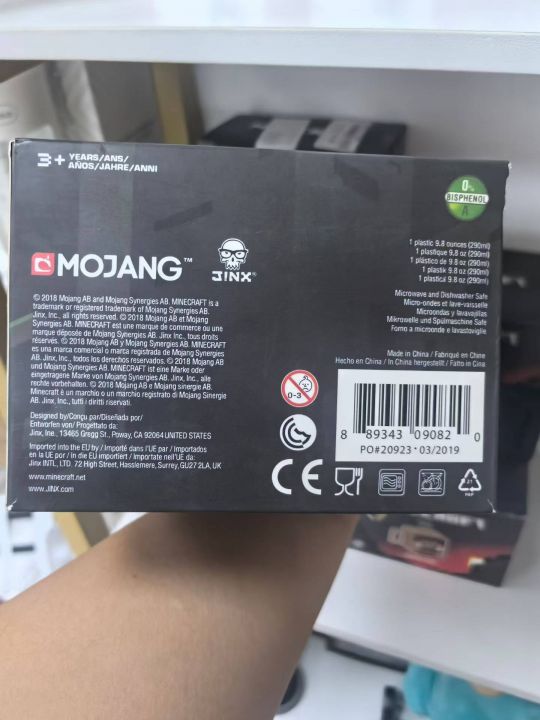 3+ YEARS/ANS/
AÑOS/JAHRE/ANNI
0%
BISPHENOL
A
MOJANG™
JINX®
1 plastic 9.8 ounces (290ml)
1 plastique 9.8 oz (290ml)
1 plástico de 9.8 oz (290ml)
1 plastik 9.8 oz (290ml)
1 plastica 9.8 oz (290ml)
Microwave and Dishwasher Safe
Micro-ondes et lave-vaisselle
Microondas y lavavajillas
Mikrowelle und Spülmaschine Safe
Forno a microonde e lavastoviglie
© 2018 Mojang AB and Mojang Synergies AB. MINECRAFT is a
trademark or registered trademark of Mojang Synergies AB.
Jinx, Inc., all rights reserved. © 2018 Mojang AB et Mojang
Synergies AB. MINECRAFT est une marque de commerce ou une
marque déposée de Mojang Synergies AB. Jinx, Inc., tous droits
réservés. © 2018 Mojang AB y Mojang Synergies AB. MINECRAFT
es una marca comercial o marca registrada de Mojang Synergies
AB. Jinx, Inc., todos los derechos reservados. © 2018 Mojang AB
und Mojang Synergies AB. MINECRAFT ist eine Marke oder
eingetragene Marke von Mojang Synergies AB. Jinx, Inc., alle
rechte vorbehalten. © 2018 Mojang AB e Mojang sinergie AB.
Minecraft è un marchio o un marchio registrato di Mojang Sinergie
AB. Jinx, Inc., tutti i diritti riservati.
Made in China / Fabriqué en Chine
Hecho en China / In China hergestellt / Fatto in Cina
0-3
8 89343 09082 0
PO#20923 · 03/2019
Designed by/Conçu par/Diseñada por/
Entworfen von/ Progettato da:
Jinx, Inc., 13465 Gregg St., Poway, CA 92064 UNITED STATES
Imported into the EU by / Importé dans l'UE par / Importados
en la UE por / In die EU importiert / Importate nell'UE da:
Jinx INTL, LTD. 72 High Street, Haslemere, Surrey, GU27 2LA, UK
www.minecraft.net
www.JINX.com
CE
21
PAP